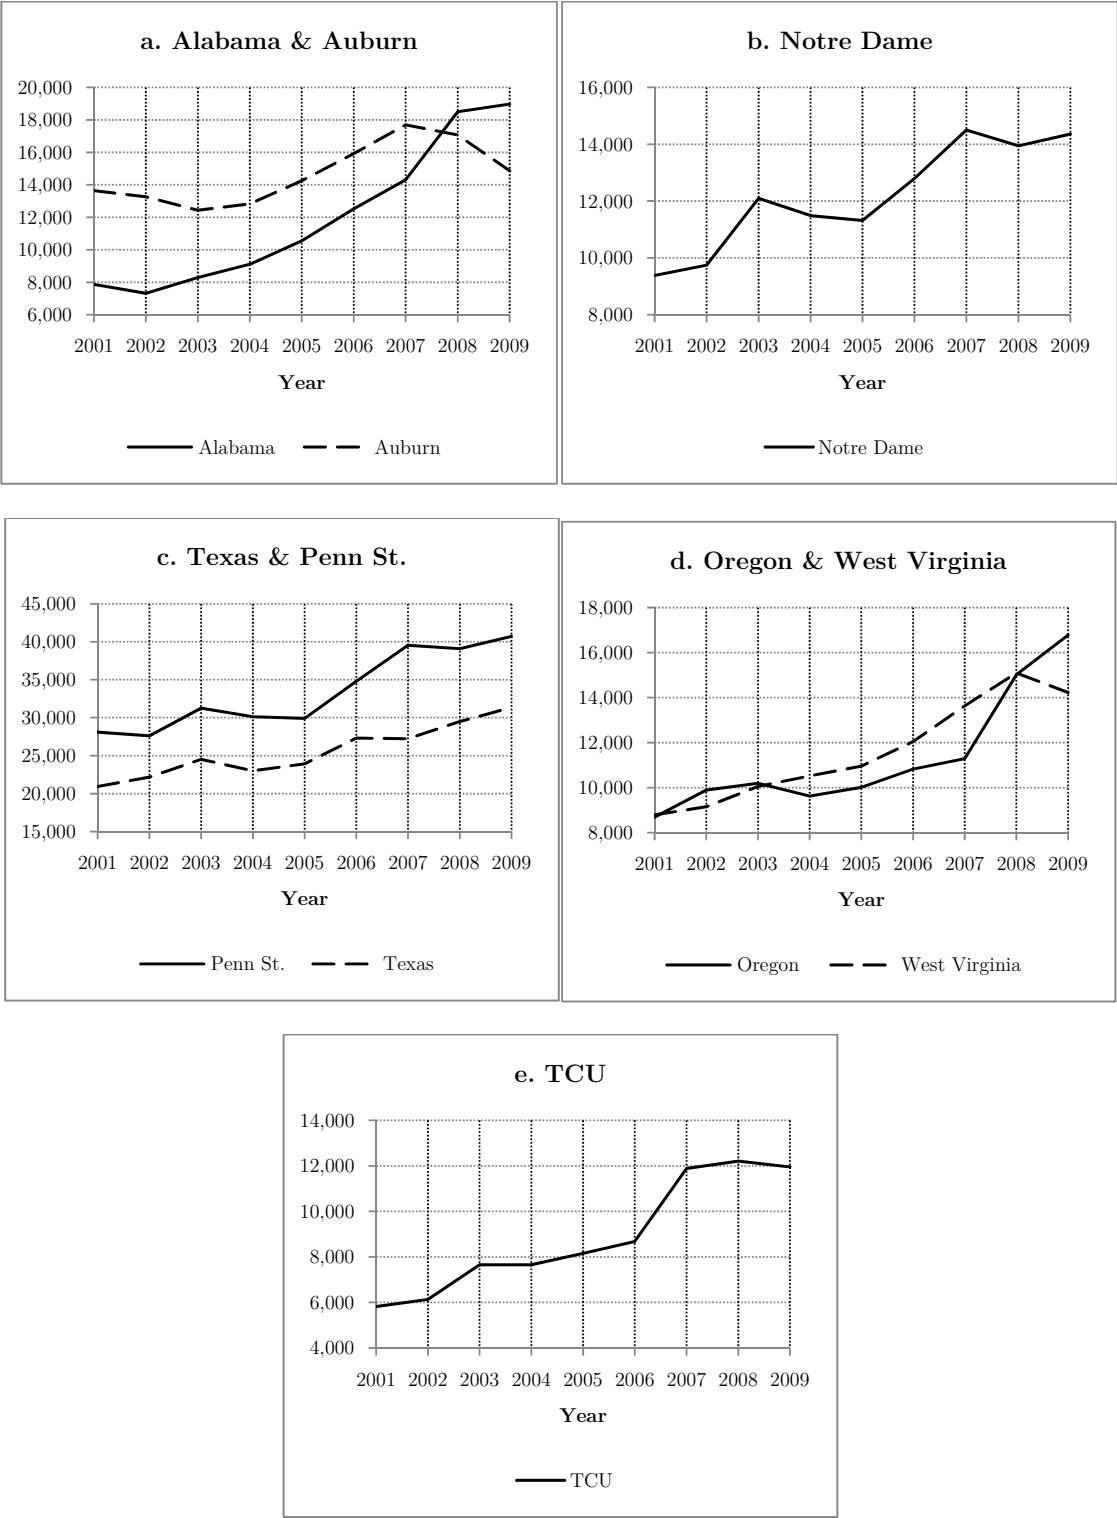 a. Alabama & Auburn
20,000
18,000
16,000
14,000
12,000
10,000
8,000
6,000
2001 2002 2003 2004 2005 2006 2007 2008 2009
Year
Alabama Auburn
b. Notre Dame
16,000
14,000
12,000
10,000
8,000
2001 2002 2003 2004 2005 2006 2007 2008 2009
Year
Notre Dame
c. Texas & Penn St.
45,000
40,000
35,000
30,000
25,000
20,000
15,000
2001 2002 2003 2004 2005 2006 2007 2008 2009
Year
Penn St. Texas
d. Oregon & West Virginia
18,000
16,000
14,000
12,000
10,000
8,000
2001 2002 2003 2004 2005 2006 2007 2008 2009
Year
Oregon West Virginia
e. TCU
14,000
12,000
10,000
8,000
6,000
4,000
2001 2002 2003 2004 2005 2006 2007 2008 2009
Year
TCU